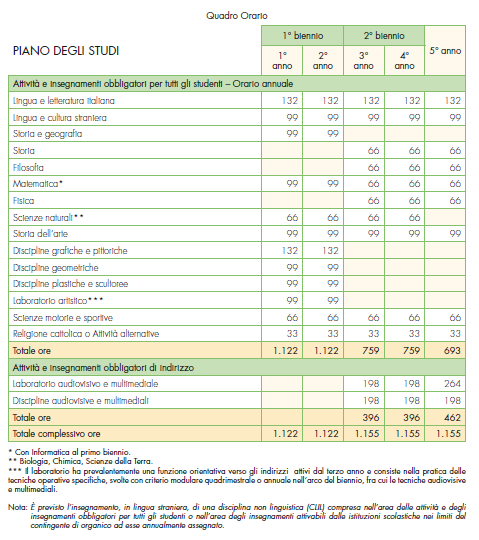 Quadro Orario
PIANO DEGLI STUDI
1° biennio 2° biennio 5° anno
1° anno 2° anno 3° anno 4° anno
Attività e insegnamenti obbligatori per tutti gli studenti – Orario annuale
Lingua e letteratura italiana 132 132 132 132 132
Lingua e cultura straniera 99 99 99 99 99
Storia e geografia 99 99
Storia 66 66 66
Filosofia 66 66 66
Matematica* 99 99 66 66 66
Fisica 66 66 66
Scienze naturali** 66 66 66 66
Storia dell'arte 99 99 99 99 99
Discipline grafiche e pittoriche 132 132
Discipline geometriche 99 99
Discipline plastiche e scultoree 99 99
Laboratorio artistico*** 99 99
Scienze motorie e sportive 66 66 66 66 66
Religione cattolica o Attività alternative 33 33 33 33 33
Totale ore 1.122 1.122 759 759 693
Attività e insegnamenti obbligatori di indirizzo
Laboratorio audiovisivo e multimediale 198 198 264
Discipline audiovisive e multimediali 198 198 198
Totale ore 396 396 462
Totale complessivo ore 1.122 1.122 1.155 1.155 1.155
* Con Informatica al primo biennio.
** Biologia, Chimica, Scienze della Terra.
*** Il laboratorio ha prevalentemente una funzione orientativa verso gli indirizzi attivi dal terzo anno e consiste nella pratica delle
tecniche operative specifiche, svolte con criterio modulare quadrimestrale o annuale nell'arco del biennio, fra cui le tecniche audiovisive
e multimediali.
Nota: È previsto l'insegnamento, in lingua straniera, di una disciplina non linguistica (CLIL) compresa nell'area delle attività e degli
insegnamenti obbligatori per tutti gli studenti o nell'area degli insegnamenti attivabili dalle istituzioni scolastiche nei limiti del
contingente di organico ad esse annualmente assegnato.